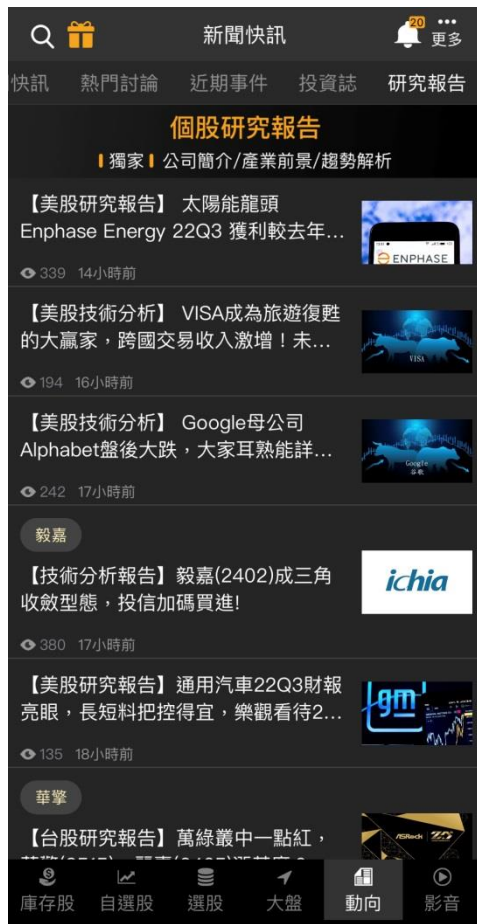 新聞快訊
20
更多
快訊 熱門討論 近期事件 投資誌 研究報告
個股研究報告
獨家 公司簡介/產業前景/趨勢解析
【美股研究報告】 太陽能龍頭
Enphase Energy 22Q3 獲利較去年...
ENPHASE
339 14小時前
【美股技術分析】 VISA成為旅遊復甦
的大贏家，跨國交易收入激增！未...
VISA
194 16小時前
【美股技術分析】 Google母公司
Alphabet盤後大跌，大家耳熟能詳...
Google
谷歌
242 17小時前
毅嘉
【技術分析報告】毅嘉(2402)成三角
收斂型態，投信加碼買進!
ichia
380 17小時前
【美股研究報告】通用汽車22Q3財報
亮眼，長短料把控得宜，樂觀看待2...
gm
135 18小時前
華擎
【台股研究報告】萬綠叢中一點紅，
ASRock
庫存股 自選股 選股 大盤 動向 影音